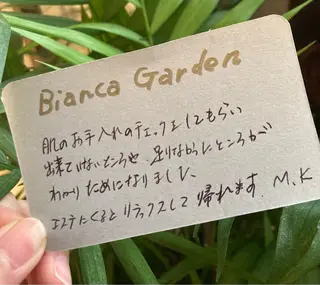 Bianca Garden
肌のお手入れのチェックしてもらい
出来ていないところや、足りなかったところが
わかりためになりました。
エステにくると リラックスして 帰れます. M.K